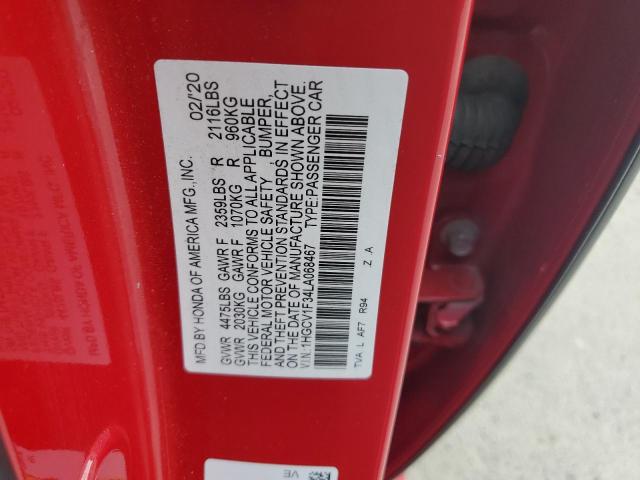 MFD.BY HONDA OF AMERICA MFG.,INC. 02/'20
GVWR 4475LBS GAWR F 2359LBS R 2116LBS
GVWR 2030KG GAWR F 1070KG R 960KG
THIS VEHICLE CONFORMS TO ALL APPLICABLE
FEDERAL MOTOR VEHICLE SAFETY , BUMPER,
AND THEFT PREVENTION STANDARDS IN EFFECT
ON THE DATE OF MANUFACTURE SHOWN ABOVE.
V.I.N.:1HGCV1F34LA068467 TYPE:PASSENGER CAR
TVA L AF7 R94 Z A
VE